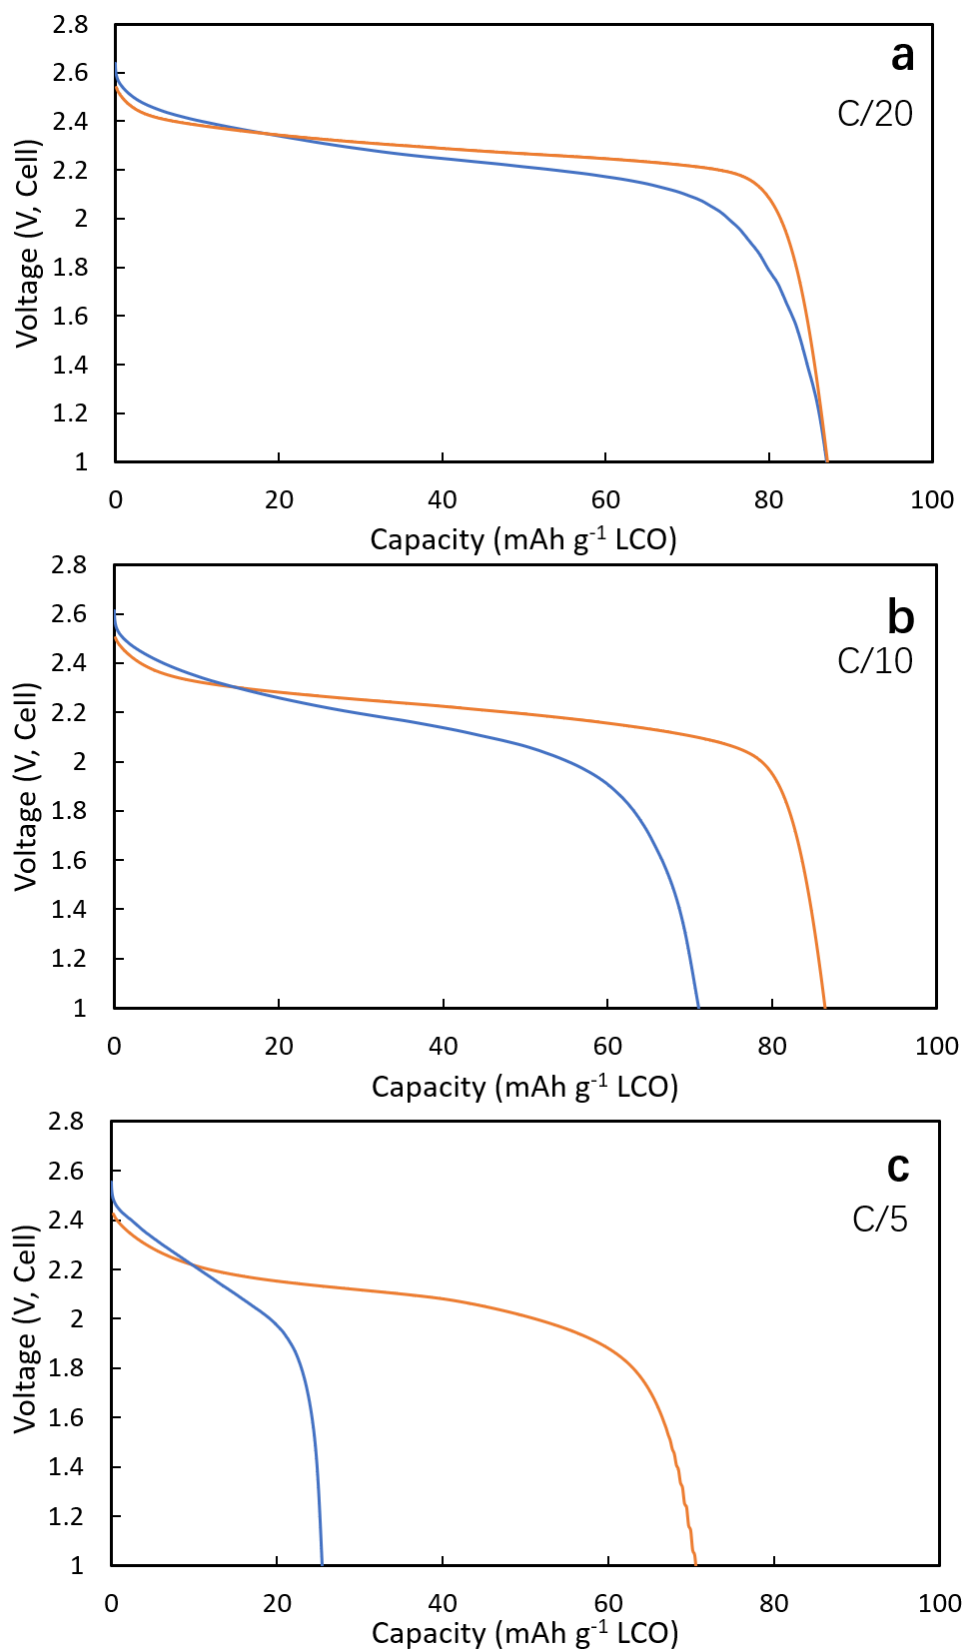 2.8
2.6
2.4
2.2
2
1.8
1.6
1.4
1.2
1
Voltage (V, Cell)
a
C/20
0 20 40 60 80 100
Capacity (mAh g⁻¹ LCO)
2.8
2.6
2.4
2.2
2
1.8
1.6
1.4
1.2
1
Voltage (V, Cell)
b
C/10
0 20 40 60 80 100
Capacity (mAh g⁻¹ LCO)
2.8
2.6
2.4
2.2
2
1.8
1.6
1.4
1.2
1
Voltage (V, Cell)
c
C/5
0 20 40 60 80 100
Capacity (mAh g⁻¹ LCO)